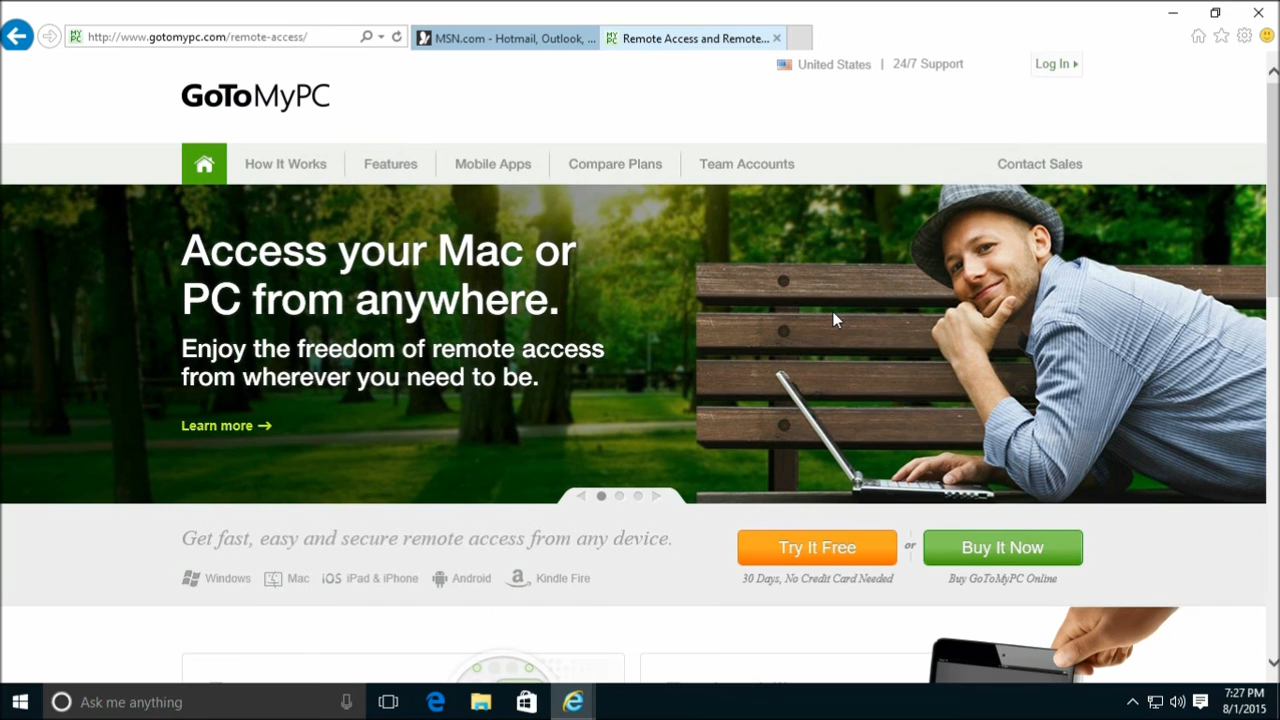 http://www.gotomypc.com/remote-access/
MSN.com - Hotmail, Outlook, ...
Remote Access and Remote...
United States | 24/7 Support
Log In
GoToMyPC
How It Works
Features
Mobile Apps
Compare Plans
Team Accounts
Contact Sales
Access your Mac or
PC from anywhere.
Enjoy the freedom of remote access
from wherever you need to be.
Learn more →
Get fast, easy and secure remote access from any device.
Try It Free
or
Buy It Now
Windows
Mac
iOS iPad & iPhone
Android
Kindle Fire
30 Days, No Credit Card Needed
Buy GoToMyPC Online
Ask me anything
7:27 PM
8/1/2015